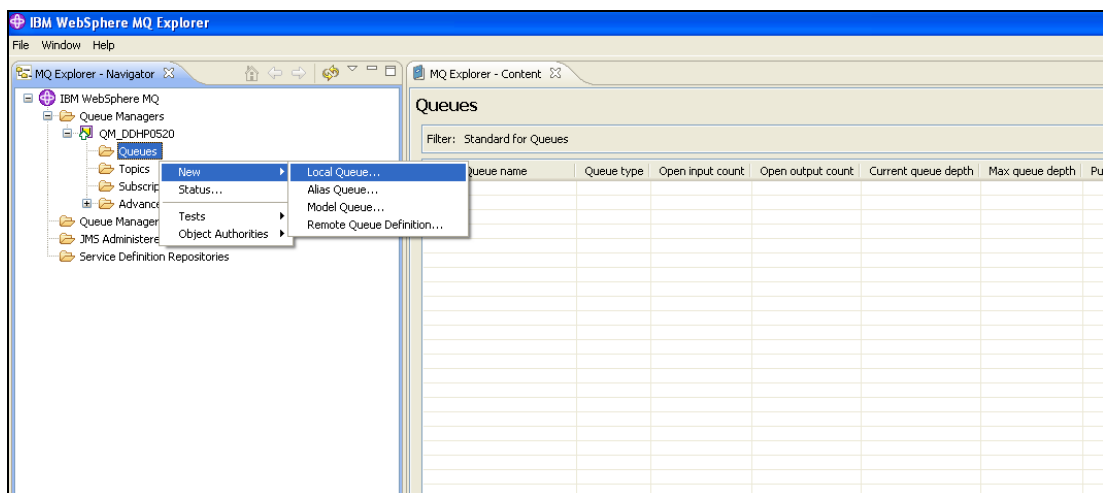 IBM WebSphere MQ Explorer
File Window Help
MQ Explorer - Navigator
IBM WebSphere MQ
Queue Managers
QM_DDHP0520
Queues
Topics
Subscrip
Advance
Queue Manager
JMS Administere
Service Definition Repositories
New
Status...
Tests
Object Authorities
Local Queue...
Alias Queue...
Model Queue...
Remote Queue Definition...
MQ Explorer - Content
Queues
Filter: Standard for Queues
Queue name Queue type Open input count Open output count Current queue depth Max queue depth Pu